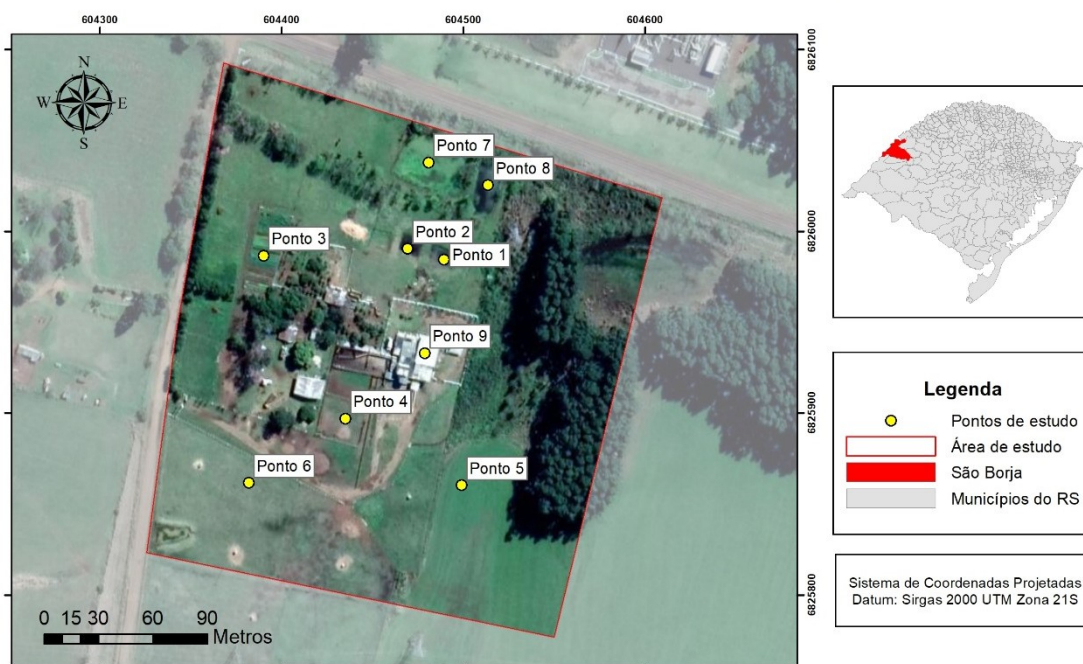 604300 604400 604500 604600
6826100
6826000
6825900
6825800
N
W E
S
Ponto 7
Ponto 8
Ponto 2
Ponto 3
Ponto 1
Ponto 9
Ponto 4
Ponto 6
Ponto 5
0 15 30 60 90
Metros
Legenda
Pontos de estudo
Área de estudo
São Borja
Municípios do RS
Sistema de Coordenadas Projetadas
Datum: Sirgas 2000 UTM Zona 21S